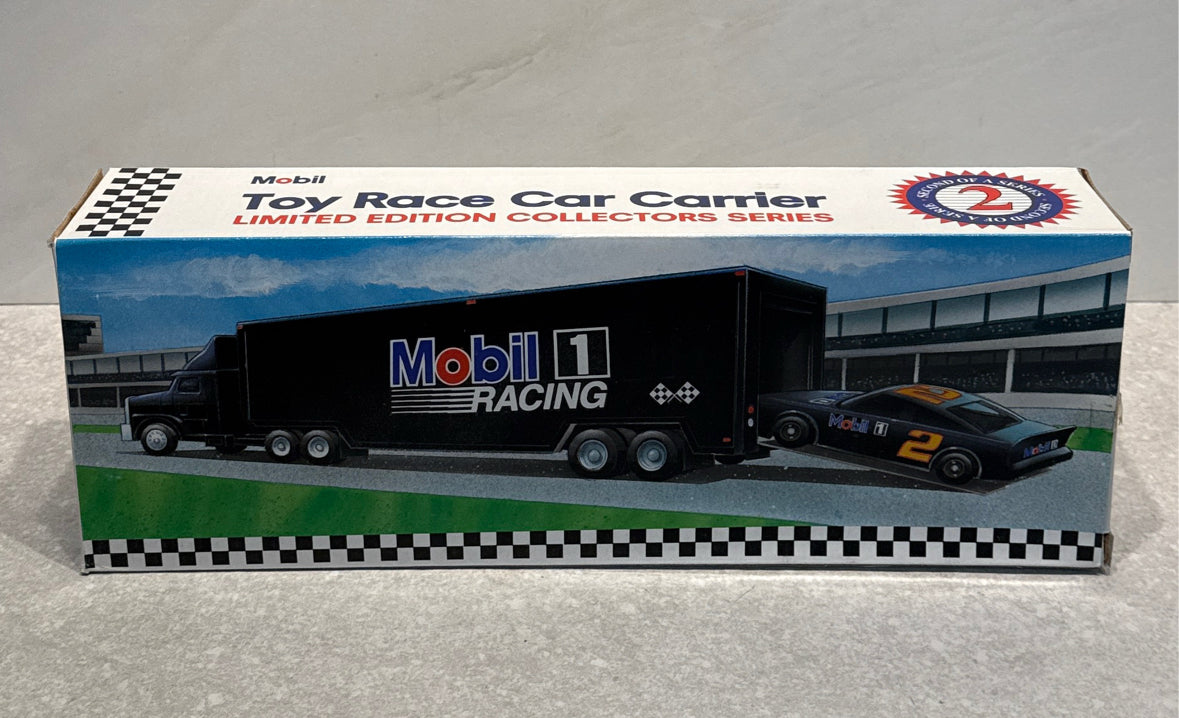 Mobil
Toy Race Car Carrier
LIMITED EDITION COLLECTORS SERIES
SECOND OF A SERIES
2
SECOND OF A SERIES
Mobil 1
RACING
Mobil 1
2
Mobil